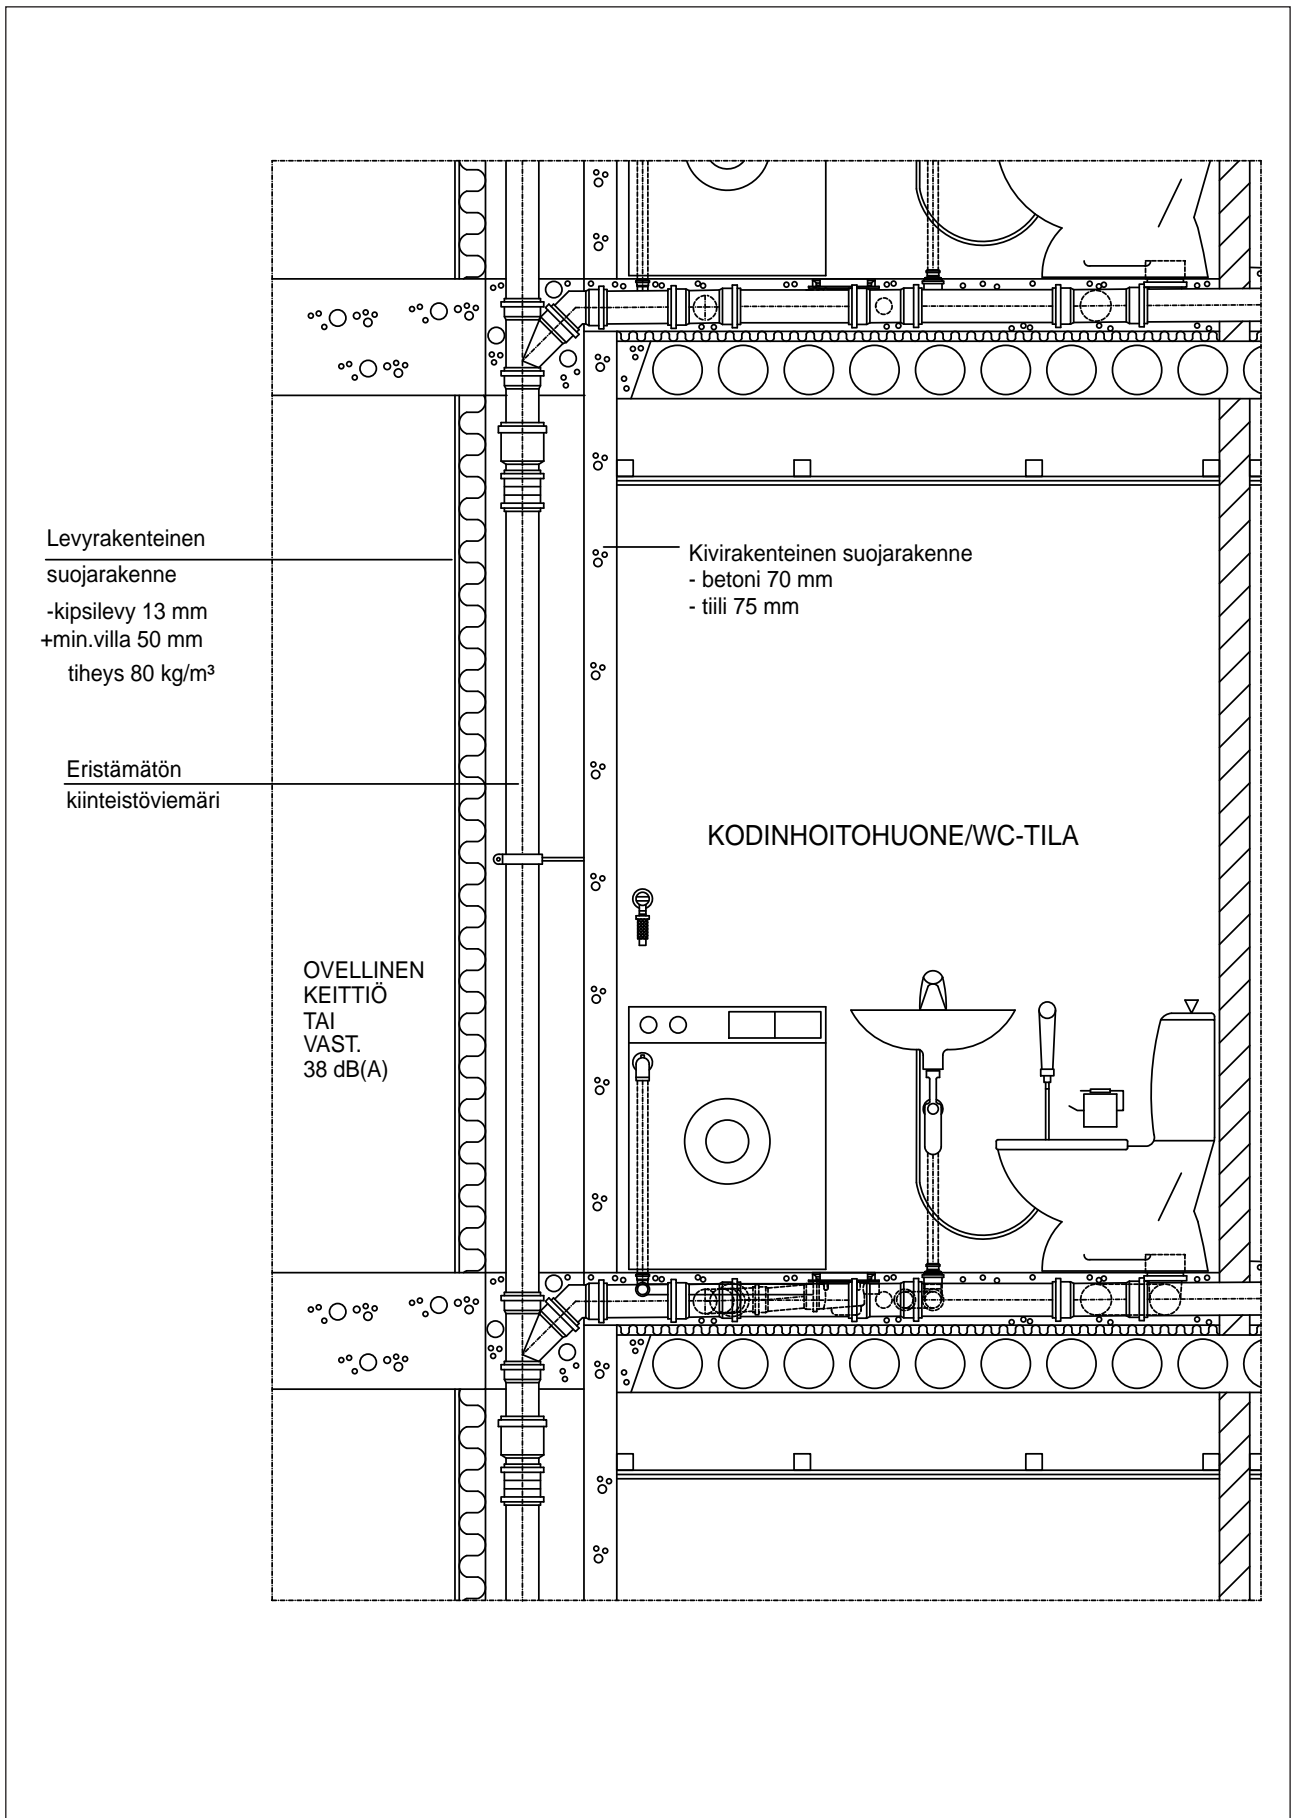 Levyrakenteinen
suojarakenne
-kipsilevy 13 mm
+min.villa 50 mm
tiheys 80 kg/m³
Kivirakenteinen suojarakenne
- betoni 70 mm
- tiili 75 mm
Eristämätön
kiinteistöviemäri
KODINHOITOHUONE/WC-TILA
OVELLINEN
KEITTIÖ
TAI
VAST.
38 dB(A)